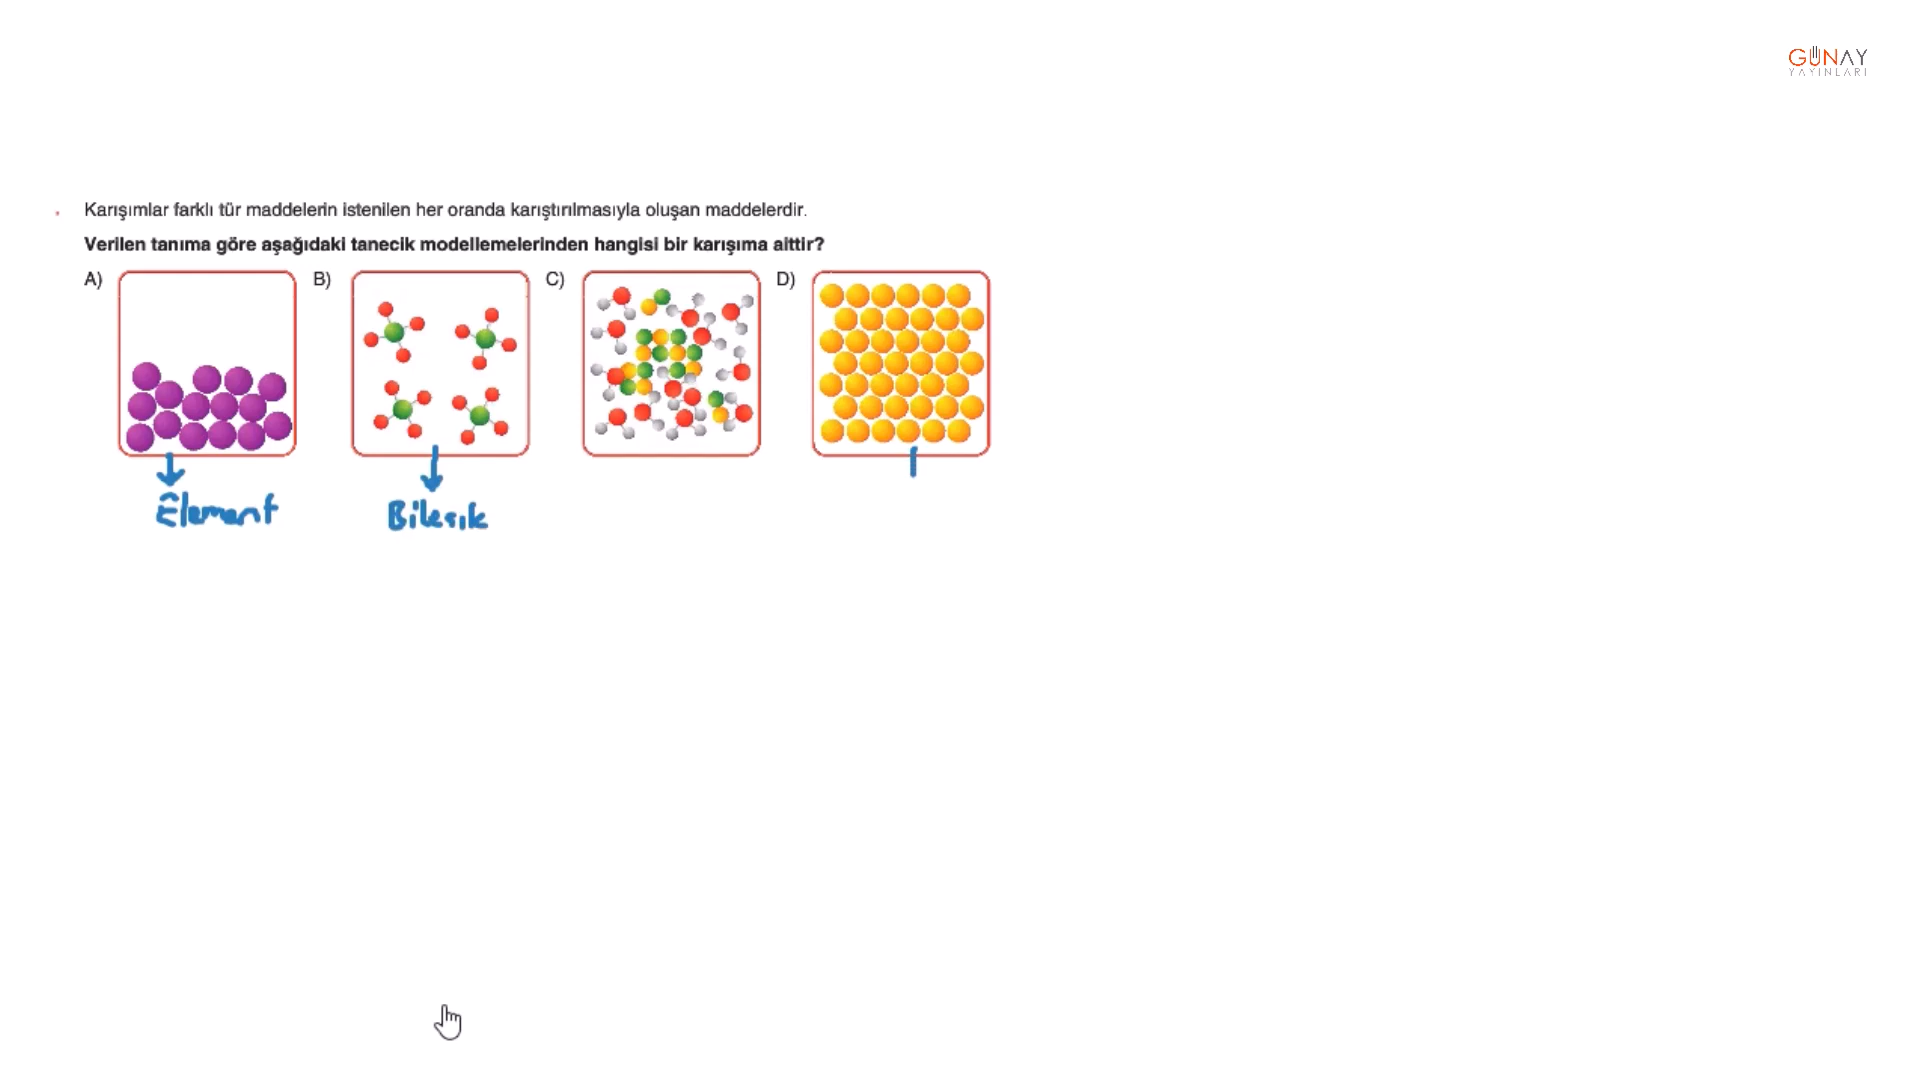 GÜNAY
YAYINLARI
Karışımlar farklı tür maddelerin istenilen her oranda karıştırılmasıyla oluşan maddelerdir.
Verilen tanıma göre aşağıdaki tanecik modellemelerinden hangisi bir karışıma aittir?
A) B) C) D)
Element Bileşik